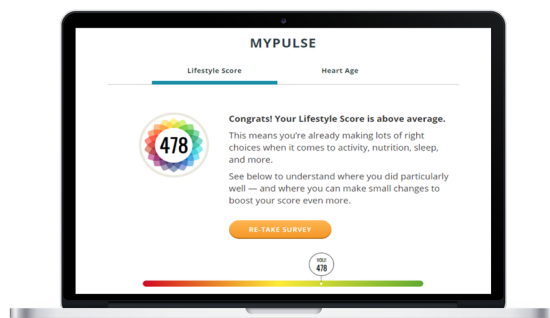 MYPULSE
Lifestyle Score
Heart Age
478
Congrats! Your Lifestyle Score is above average.
This means you're already making lots of right
choices when it comes to activity, nutrition, sleep,
and more.
See below to understand where you did particularly
well — and where you can make small changes to
boost your score even more.
RE-TAKE SURVEY
YOU!
478